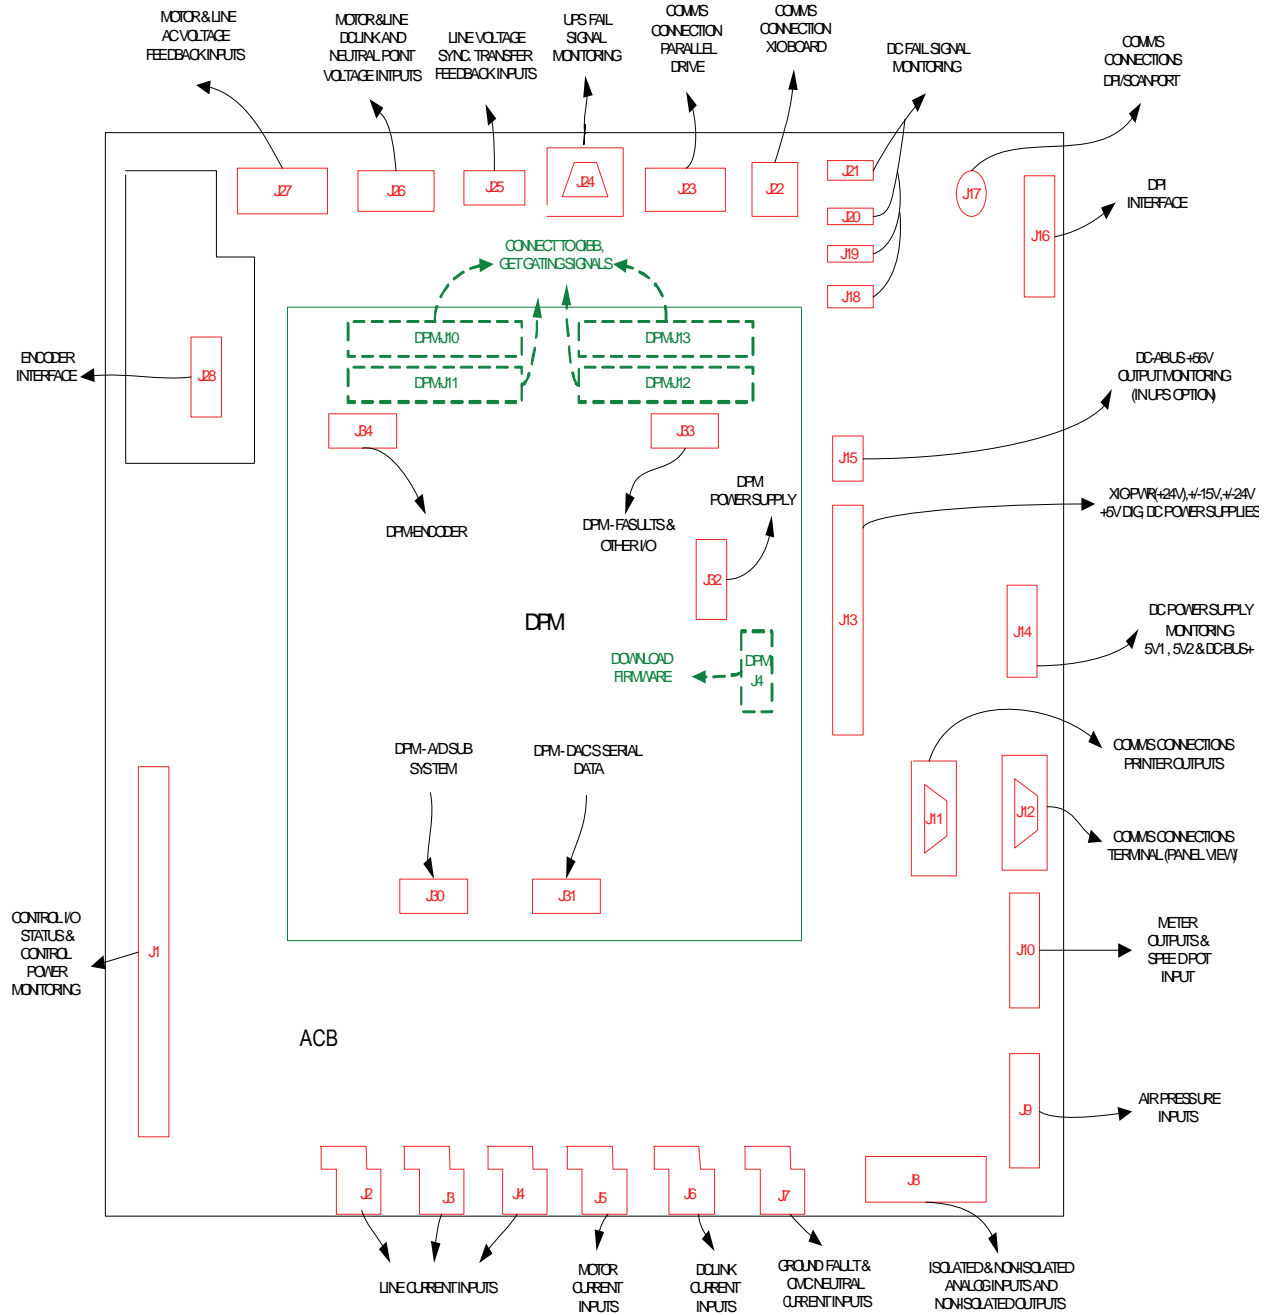 MOTOR & LINE
AC VOLTAGE
FEEDBACK INPUTS
MOTOR & LINE
DCLINK AND
NEUTRAL POINT
VOLTAGE INTPUTS
LINE VOLTAGE
SYNC. TRANSFER
FEEDBACK INPUTS
UPS FAIL
SIGNAL
MONITORING
COMMS
CONNECTION
PARALLEL
DRIVE
COMMS
CONNECTION
XIO BOARD
DC FAIL SIGNAL
MONITORING
COMMS
CONNECTIONS
DPI/SCANPORT
J27
J26
J25
J24
J23
J22
J21
J20
J19
J18
J17
J16
DPI
INTERFACE
CONNECT TO OIBB,
GET GATING SIGNALS
DPM-J10
DPM-J13
DPM-J11
DPM-J12
ENCODER
INTERFACE
J28
J34
J33
J15
DC-ABUS +56V
OUTPUT MONITORING
(IN UPS OPTION)
DPM-ENCODER
DPM - FASULTS &
OTHER I/O
DPM
POWER SUPPLY
J32
J13
XIO-PWR(+24V), +/-15V, +/-24V
+5V DIG, DC POWER SUPPLIES
DPM
J14
DC POWER SUPPLY
MONITORING
5V1 , 5V2 & DC-BUS+
DOWNLOAD
FIRMWARE
DPM
J4
DPM - A/D SUB
SYSTEM
DPM - DAC'S SERIAL
DATA
COMMS CONNECTIONS
PRINTER OUTPUTS
J11
J12
COMMS CONNECTIONS
TERMINAL (PANEL VIEW)
J30
J31
CONTROL I/O
STATUS &
CONTROL
POWER
MONITORING
J1
J10
METER
OUTPUTS &
SPEED POT
INPUT
ACB
J9
AIR PRESSURE
INPUTS
J2
J3
J4
J5
J6
J7
J8
LINE CURRENT INPUTS
MOTOR
CURRENT
INPUTS
DCLINK
CURRENT
INPUTS
GROUND FAULT &
CMC NEUTRAL
CURRENT INPUTS
ISOLATED & NON-ISOLATED
ANALOG INPUTS AND
NON-ISOLATED OUTPUTS